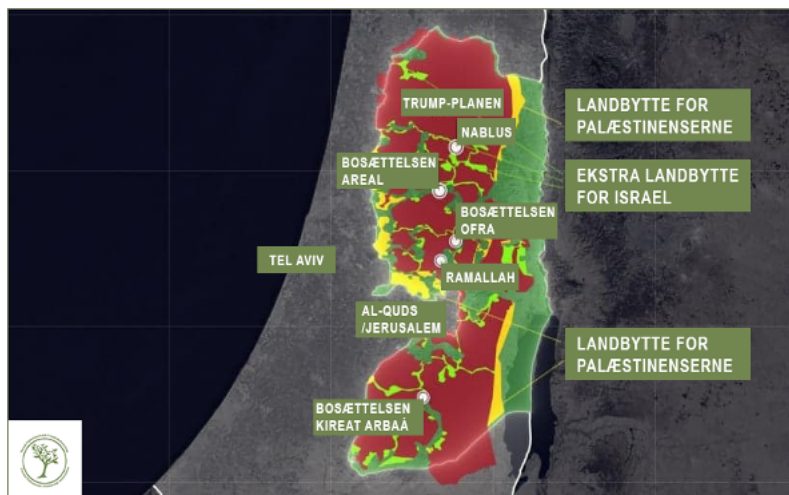 TRUMP-PLANEN
NABLUS
LANDBYTTE FOR
PALÆSTINENSERNE
BOSÆTTELSEN
AREAL
EKSTRA LANDBYTTE
FOR ISRAEL
BOSÆTTELSEN
OFRA
TEL AVIV
RAMALLAH
AL-QUDS
/JERUSALEM
LANDBYTTE FOR
PALÆSTINENSERNE
BOSÆTTELSEN
KIREAT ARBAÀ